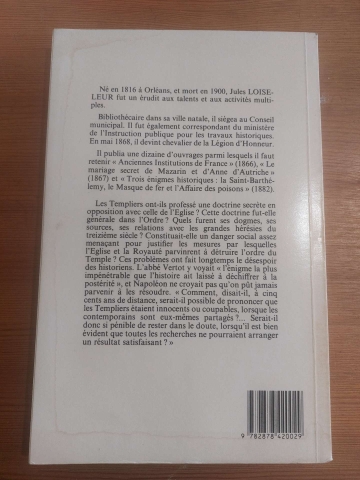 Né en 1816 à Orléans, et mort en 1900, Jules LOISE-
LEUR fut un érudit aux talents et aux activités multi-
ples.
Bibliothécaire dans sa ville natale, il siégea au Conseil
municipal. Il fut également correspondant du ministère
de l'Instruction publique pour les travaux historiques.
En mai 1868, il devint chevalier de la Légion d'Honneur.
Il publia une dizaine d'ouvrages parmi lesquels il faut
retenir « Anciennes Institutions de France » (1866), « Le
mariage secret de Mazarin et d'Anne d'Autriche »
(1867) et « Trois énigmes historiques : la Saint-Barthé-
lemy, le Masque de fer et l'Affaire des poisons » (1882).
Les Templiers ont-ils professé une doctrine secrète en
opposition avec celle de l'Eglise ? Cette doctrine fut-elle
générale dans l'Ordre ? Quels furent ses dogmes, ses
sources, ses relations avec les grandes hérésies du
treizième siècle ? Constituait-elle un danger social assez
menaçant pour justifier les mesures par lesquelles
l'Eglise et la Royauté parvinrent à détruire l'ordre du
Temple ? Ces problèmes ont fait longtemps le désespoir
des historiens. L'abbé Vertot y voyait « l'énigme la plus
impénétrable que l'histoire ait laissé à déchiffrer à la
postérité », et Napoléon ne croyait pas qu'on pût jamais
parvenir à les résoudre. « Comment, disait-il, à cinq
cents ans de distance, serait-il possible de prononcer que
les Templiers étaient innocents ou coupables, lorsque les
contemporains sont eux-mêmes partagés ?... Serait-il
donc si pénible de rester dans le doute, lorsqu'il est bien
évident que toutes les recherches ne pourraient arranger
un résultat satisfaisant ? »
9 782878 420029